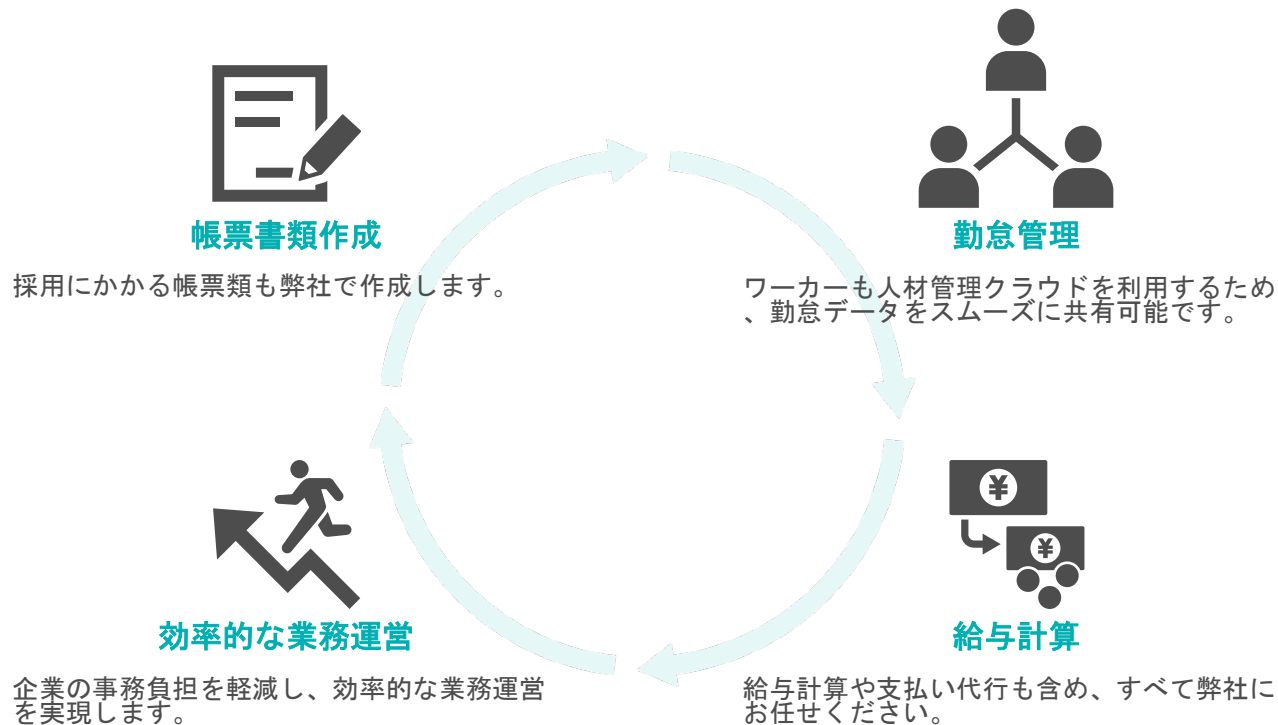 帳票書類作成
採用にかかる帳票類も弊社で作成します。
勤怠管理
ワーカーも人材管理クラウドを利用するため
、勤怠データをスムーズに共有可能です。
効率的な業務運営
企業の事務負担を軽減し、効率的な業務運営
を実現します。
¥
¥
給与計算
給与計算や支払い代行も含め、すべて弊社に
お任せください。